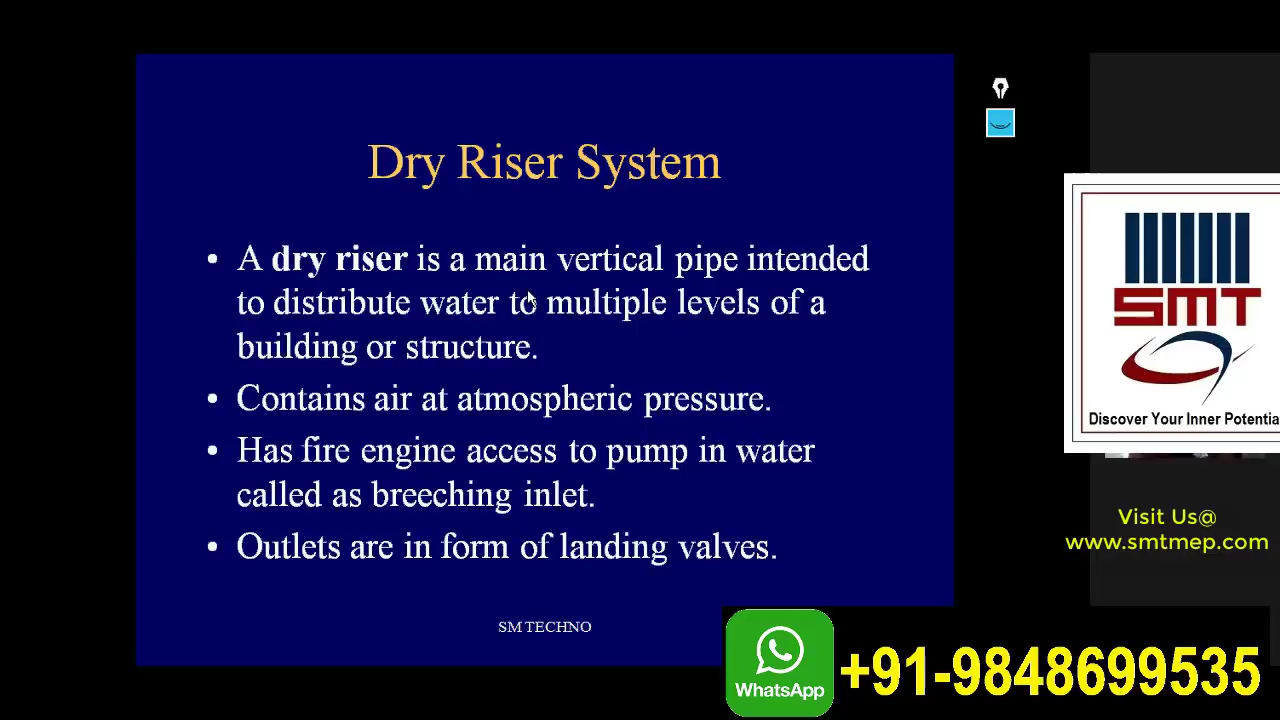 Dry Riser System
• A dry riser is a main vertical pipe intended
to distribute water to multiple levels of a
building or structure.
• Contains air at atmospheric pressure.
• Has fire engine access to pump in water
called as breeching inlet.
• Outlets are in form of landing valves.
SM TECHNO
SMT
Discover Your Inner Potentia
Visit Us@
www.smtmep.com
WhatsApp
+91-9848699535